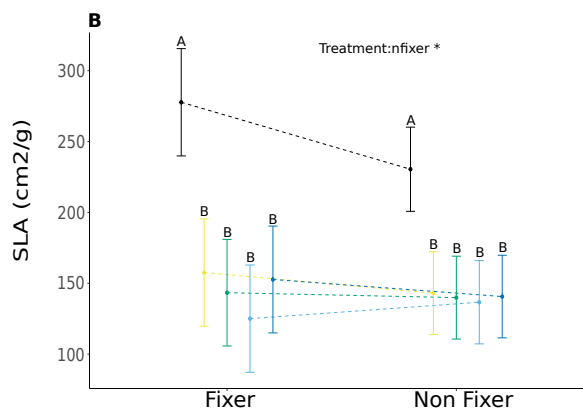 B
Treatment:nfixer *
SLA (cm2/g)
300
250
200
150
100
A
A
B
B
B
B
B
B
B
B
Fixer
Non Fixer